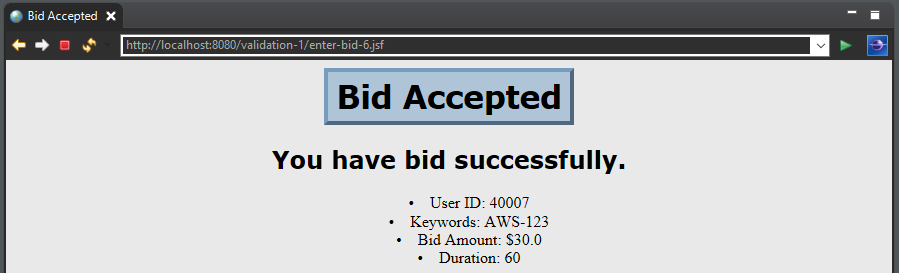 Bid Accepted
http://localhost:8080/validation-1/enter-bid-6.jsf
Bid Accepted
You have bid successfully.
• User ID: 40007
• Keywords: AWS-123
• Bid Amount: $30.0
• Duration: 60